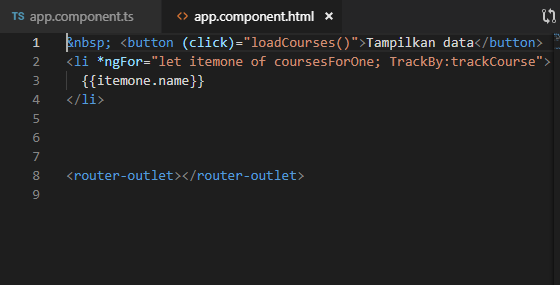 TS app.component.ts
<> app.component.html ×
1 &nbsp; <button (click)="loadCourses()">Tampilkan data</button>
2 <li *ngFor="let itemone of coursesForOne; TrackBy:trackCourse">
3 {{itemone.name}}
4 </li>
5
6
7
8 <router-outlet></router-outlet>
9